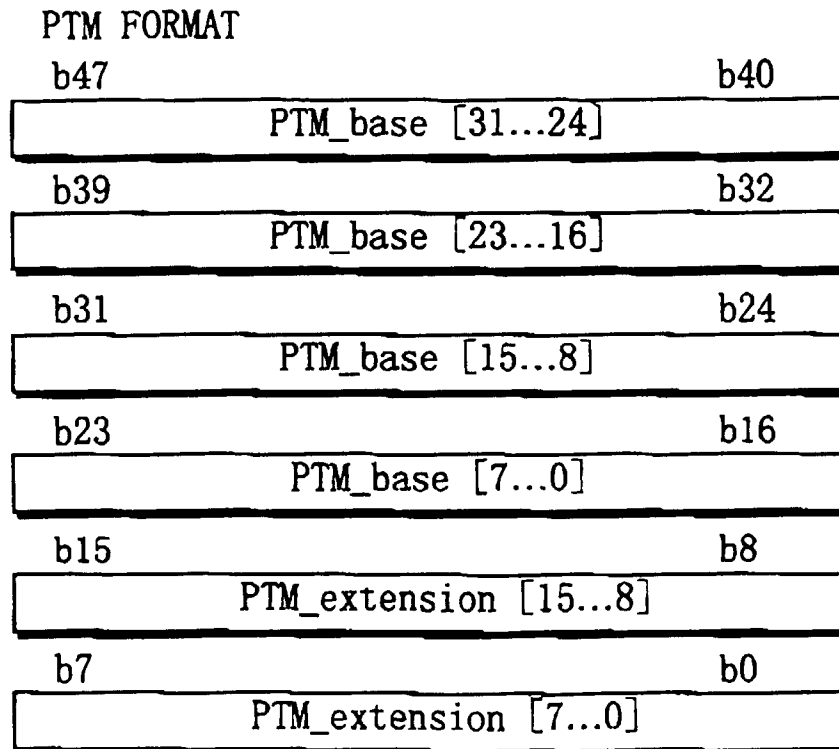 PTM FORMAT
b47 b40
PTM_base [31...24]
b39 b32
PTM_base [23...16]
b31 b24
PTM_base [15...8]
b23 b16
PTM_base [7...0]
b15 b8
PTM_extension [15...8]
b7 b0
PTM_extension [7...0]